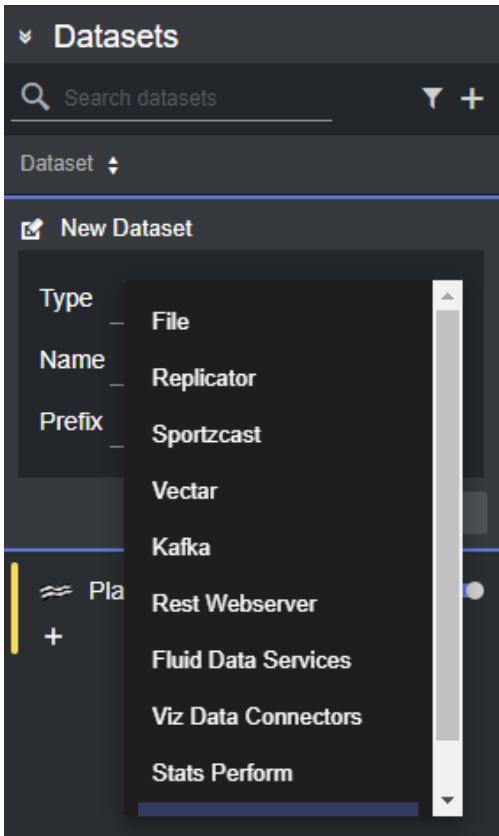 Datasets
Search datasets
Dataset
New Dataset
Type
Name
Prefix
File
Replicator
Sportzcast
Vectar
Kafka
Rest Webserver
Fluid Data Services
Viz Data Connectors
Stats Perform
Pla